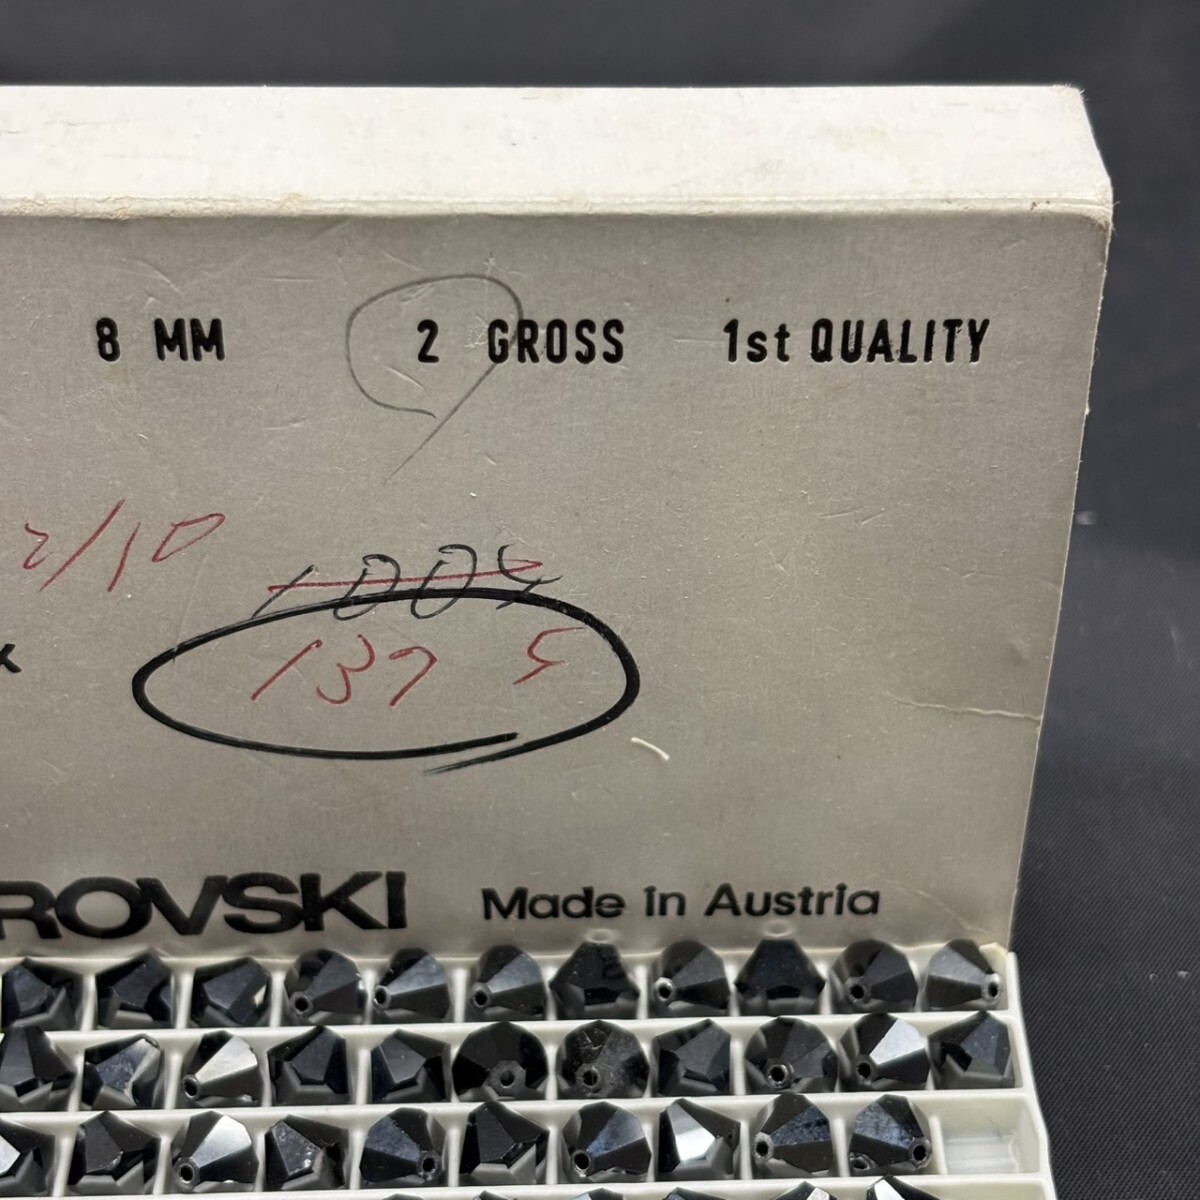 8 MM 2 GROSS 1st QUALITY
2/10
1004
137 5
ROVSKI Made in Austria